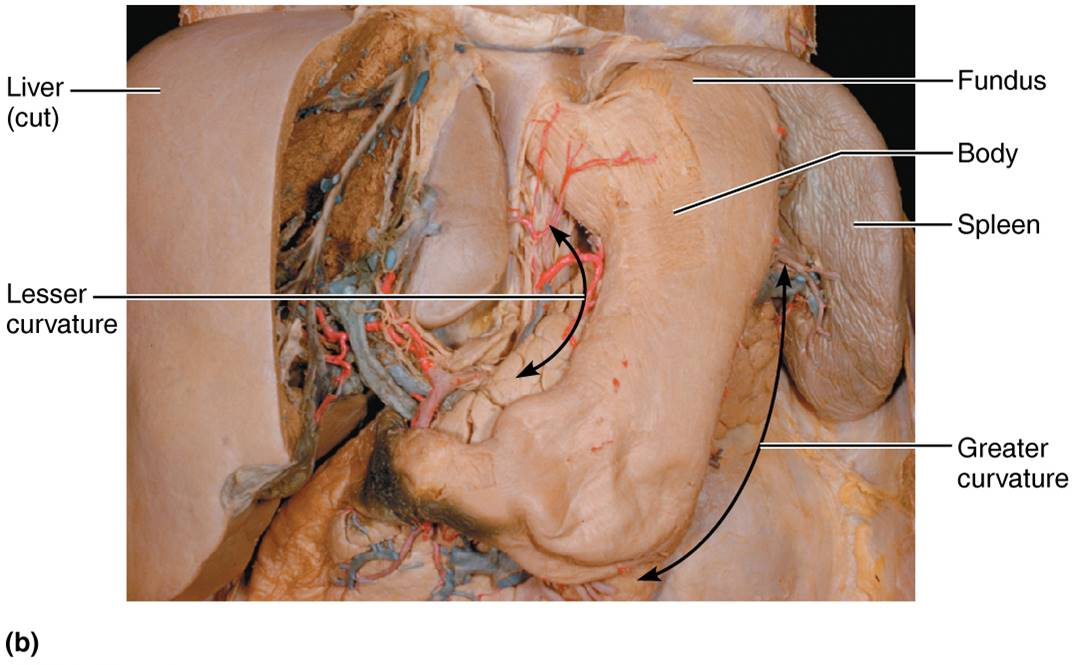 Liver
(cut)
Lesser
curvature
Fundus
Body
Spleen
Greater
curvature
(b)